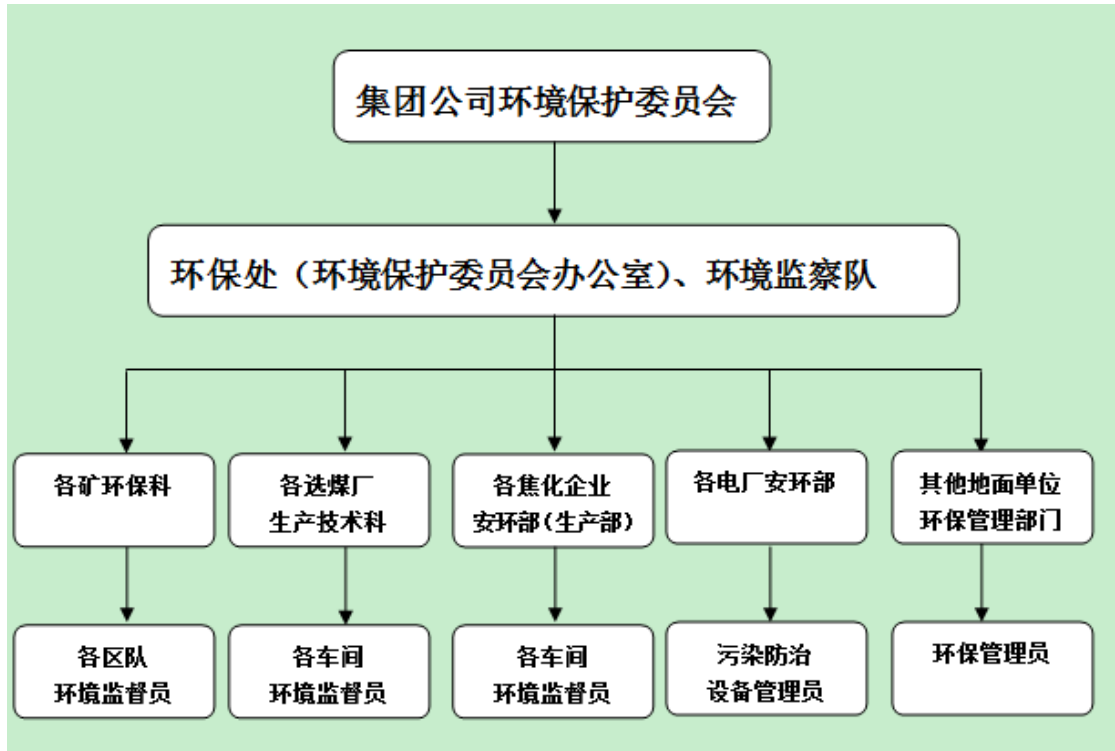 集团公司环境保护委员会
环保处（环境保护委员会办公室）、环境监察队
各矿环保科
各选煤厂
生产技术科
各焦化企业
安环部（生产部）
各电厂安环部
其他地面单位
环保管理部门
各区队
环境监督员
各车间
环境监督员
各车间
环境监督员
污染防治
设备管理员
环保管理员